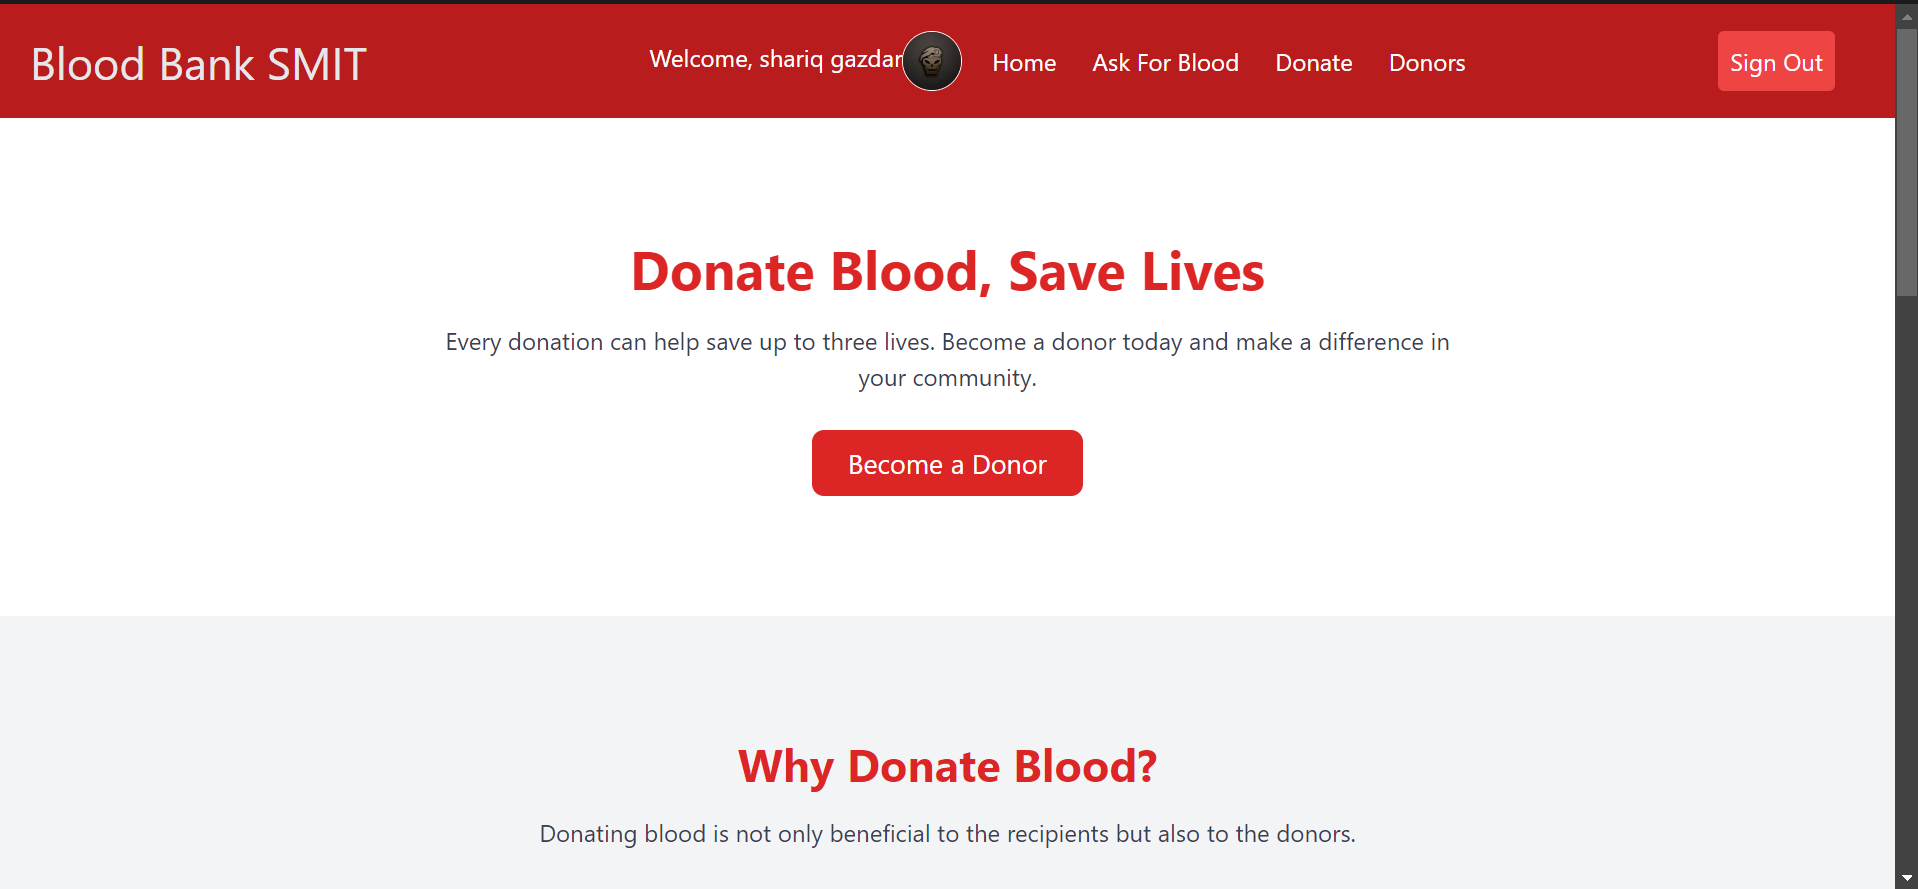 Blood Bank SMIT
Welcome, shariq gazdar
Home
Ask For Blood
Donate
Donors
Sign Out
Donate Blood, Save Lives
Every donation can help save up to three lives. Become a donor today and make a difference in
your community.
Become a Donor
Why Donate Blood?
Donating blood is not only beneficial to the recipients but also to the donors.